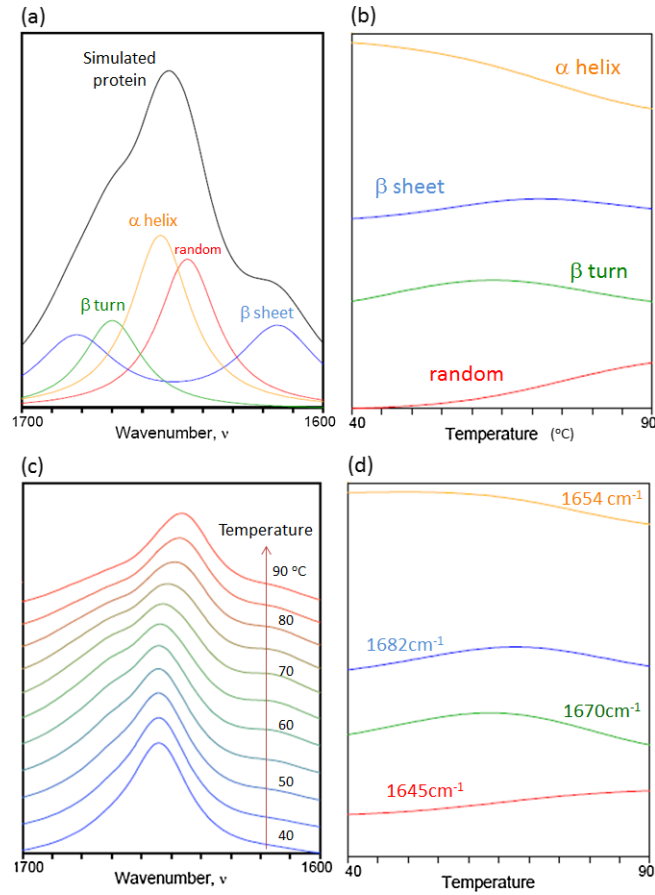 (a)
Simulated
protein
α helix
random
β turn
β sheet
1700
1600
Wavenumber, ν
(b)
α helix
β sheet
β turn
random
40
Temperature (°C)
90
(c)
Temperature
90 °C
80
70
60
50
40
1700
1600
Wavenumber, ν
(d)
1654 cm⁻¹
1682cm⁻¹
1670cm⁻¹
1645cm⁻¹
40
Temperature
90